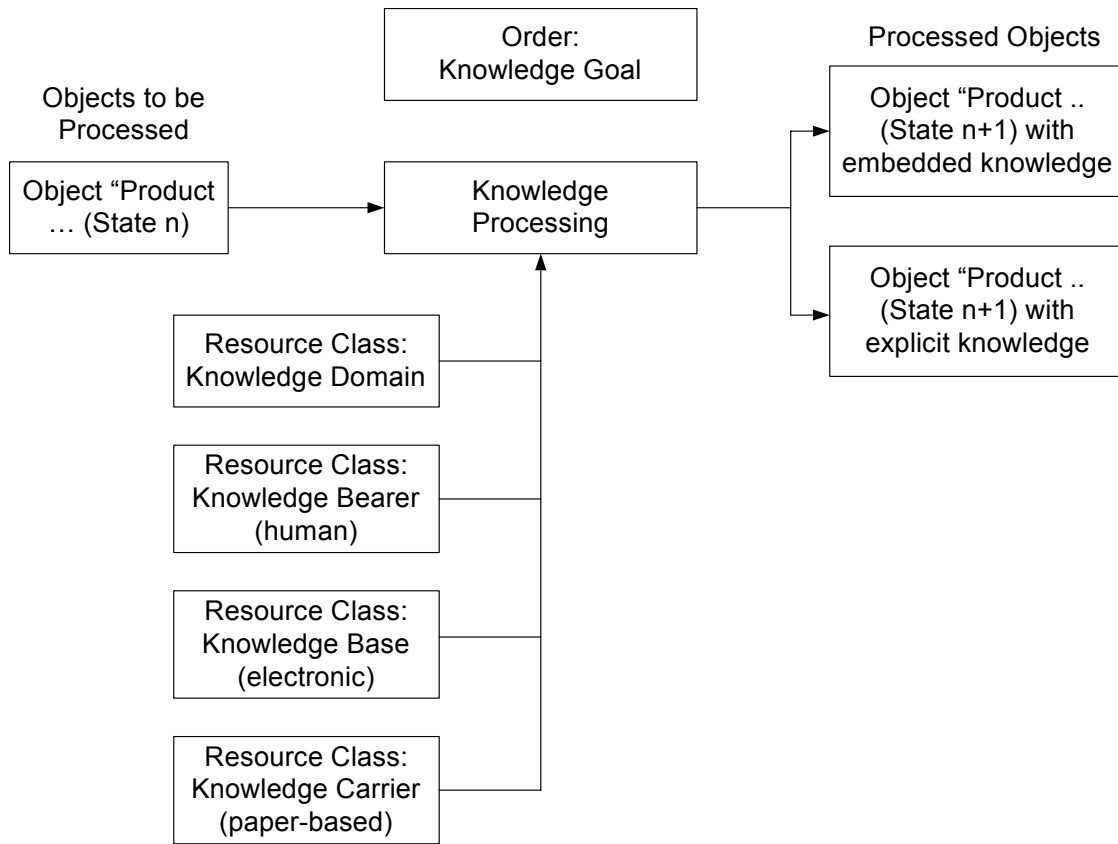 Order:
Knowledge Goal
Processed Objects
Objects to be
Processed
Object “Product
… (State n)
Knowledge
Processing
Object “Product ..
(State n+1) with
embedded knowledge
Object “Product ..
(State n+1) with
explicit knowledge
Resource Class:
Knowledge Domain
Resource Class:
Knowledge Bearer
(human)
Resource Class:
Knowledge Base
(electronic)
Resource Class:
Knowledge Carrier
(paper-based)